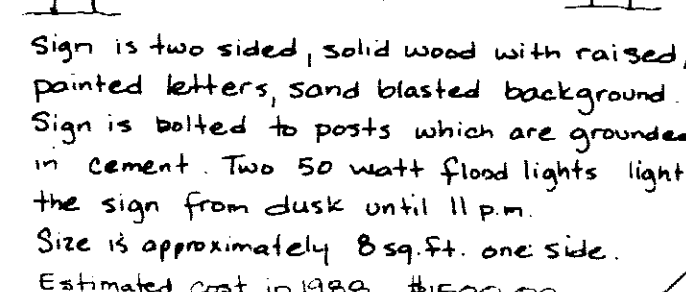 Sign is two sided, solid wood with raised,
painted letters, sand blasted background.
Sign is bolted to posts which are grounded
in cement. Two 50 watt flood lights light
the sign from dusk until 11 p.m.
Size is approximately 8 sq. ft. one side.
Estimated cost in